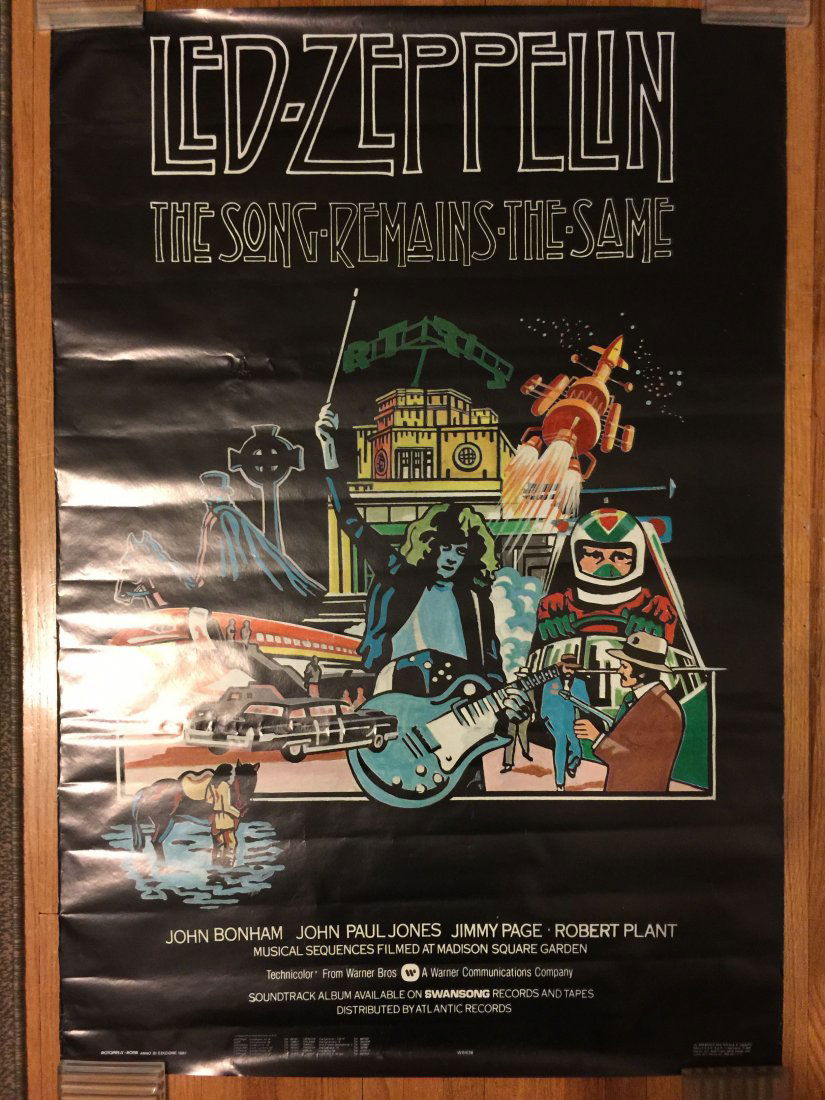 LED·ZEPPELIN
THE SONG·REMAINS·THE·SAME
JOHN BONHAM JOHN PAUL JONES JIMMY PAGE · ROBERT PLANT
MUSICAL SEQUENCES FILMED AT MADISON SQUARE GARDEN
Technicolor® From Warner Bros W A Warner Communications Company
SOUNDTRACK ALBUM AVAILABLE ON SWANSONG RECORDS AND TAPES
DISTRIBUTED BY ATLANTIC RECORDS